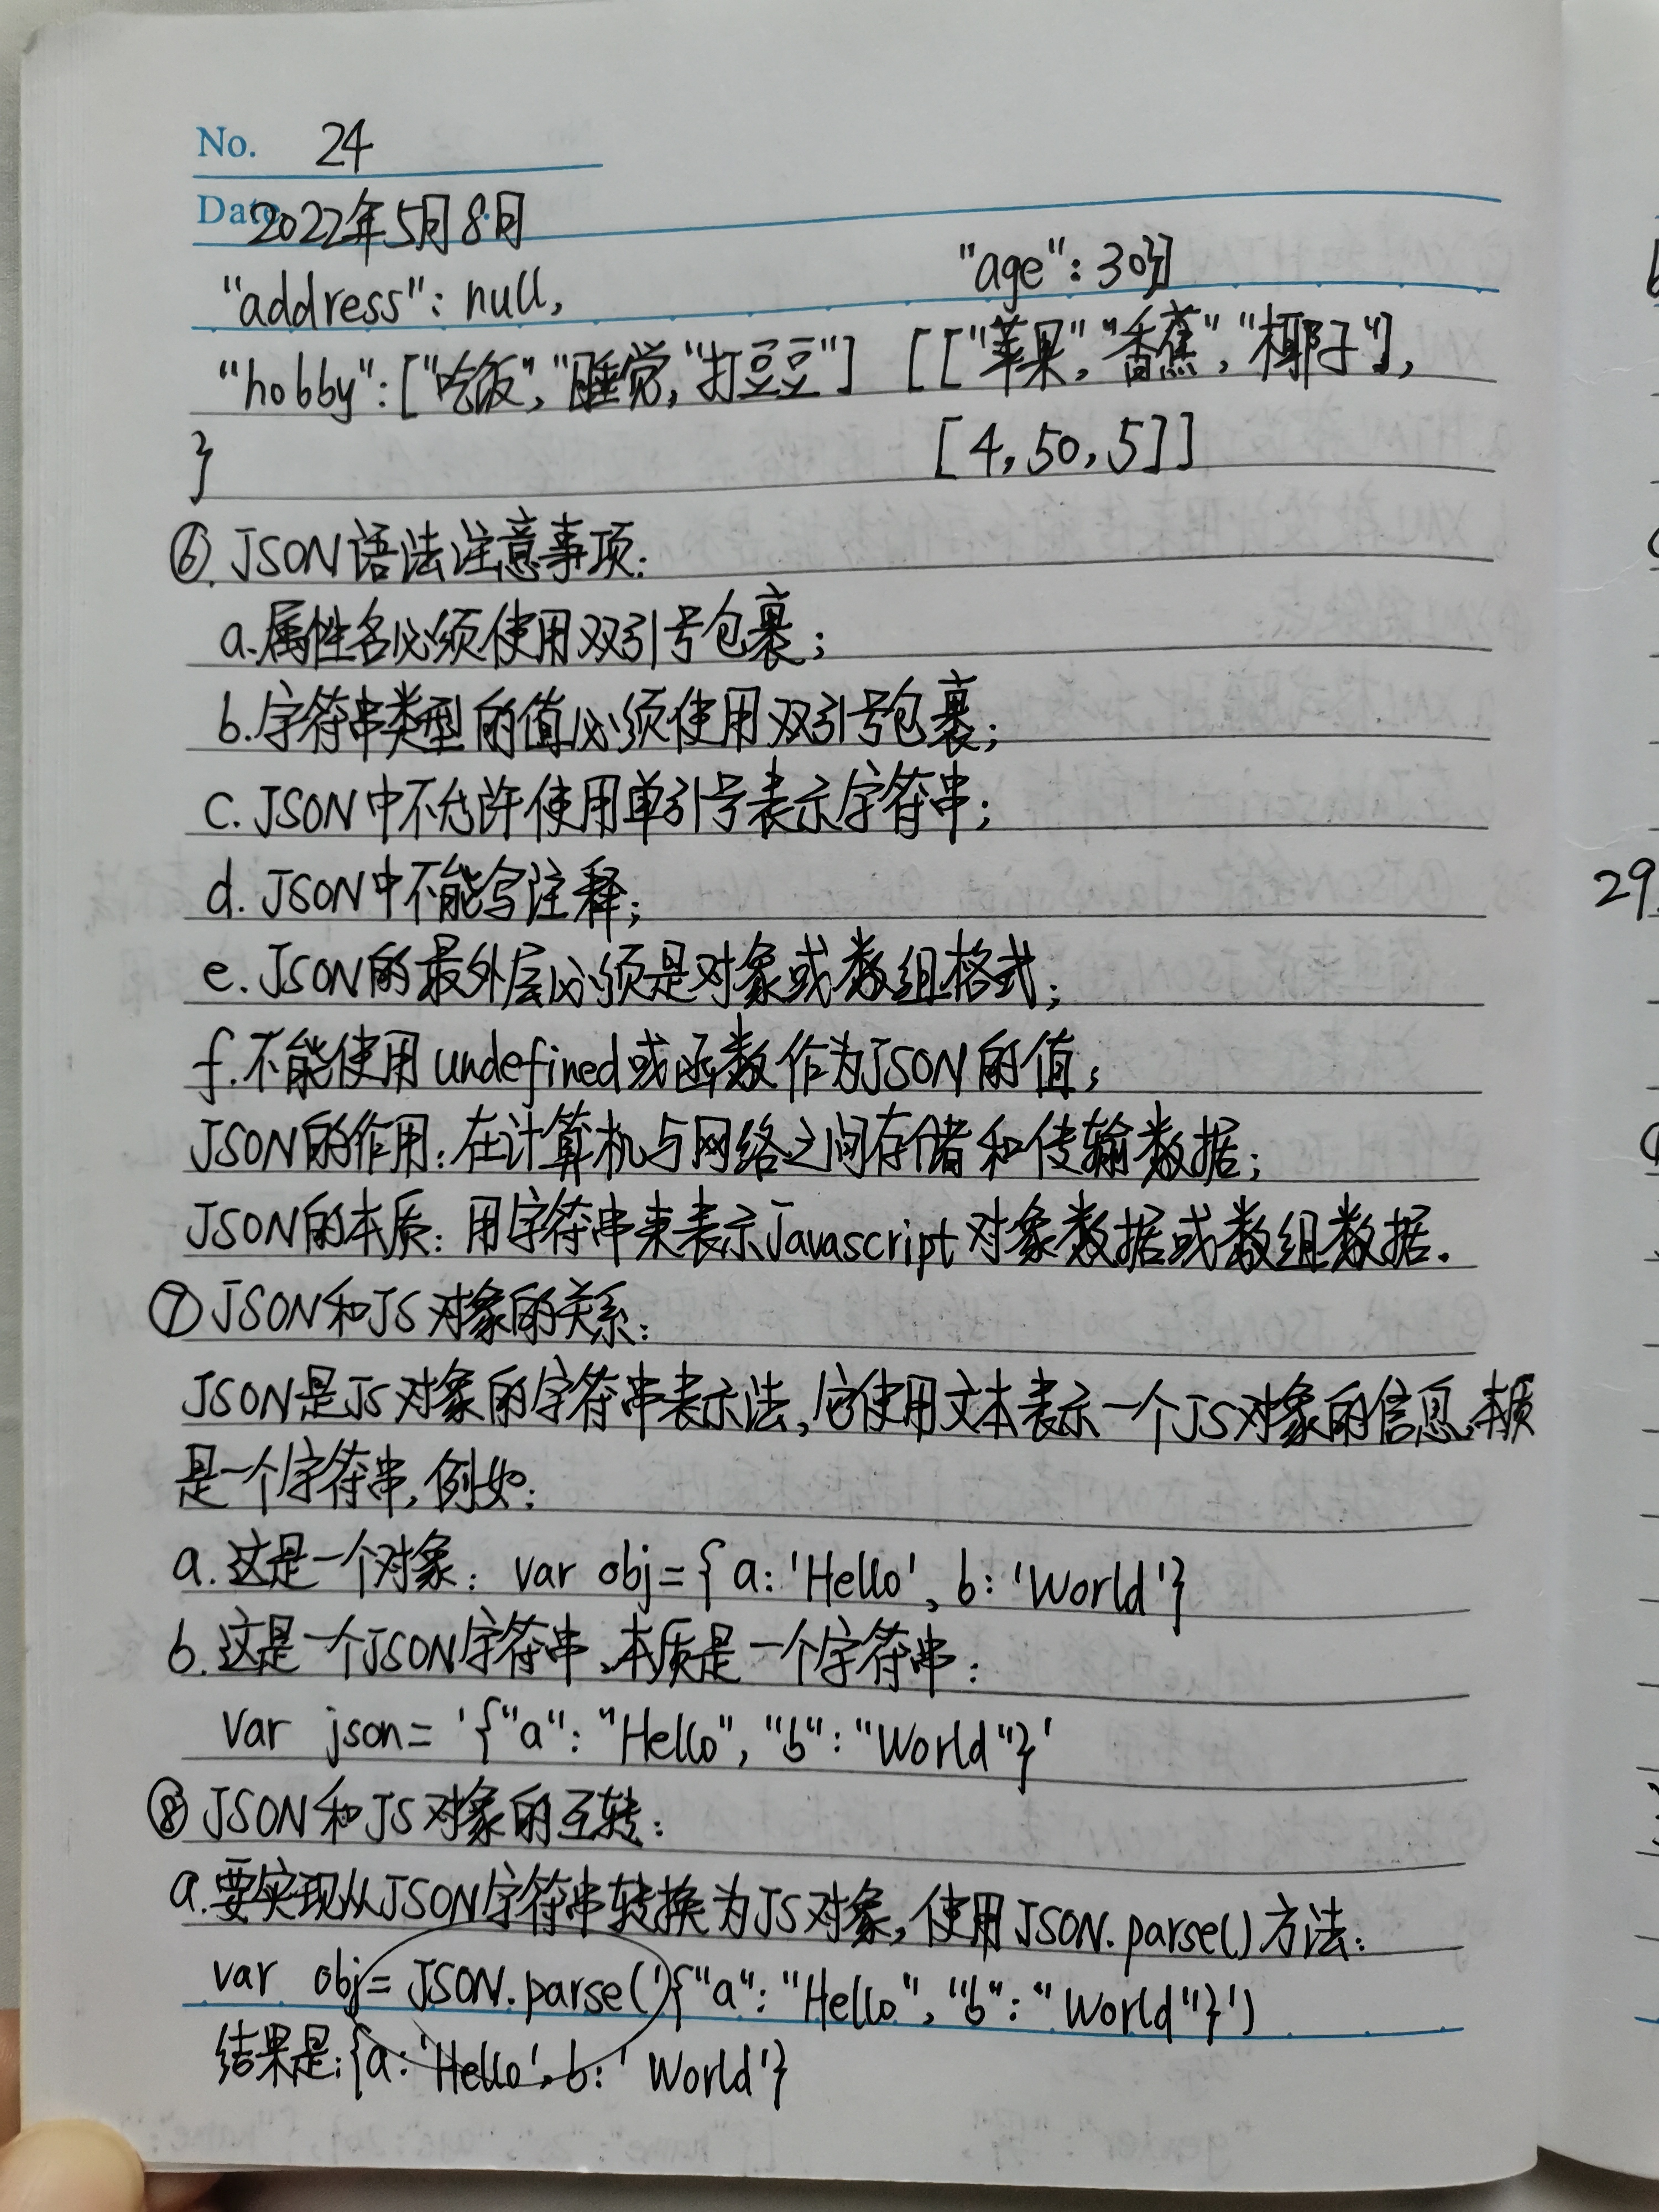 No. 24
Date 2022年5月8日
"address": null,
"hobby": ["吃饭", "睡觉, "打豆豆"]
}
"age": 30}]
[["苹果", "香蕉", "椰子"],
[4, 50, 5]]
⑥. JSON语法注意事项:
a.属性名必须使用双引号包裹;
b.字符串类型的值必须使用双引号包裹;
c. JSON中不允许使用单引号表示字符串;
d. JSON中不能写注释;
e. JSON的最外层必须是对象或数组格式;
f.不能使用undefined或函数作为JSON的值;
JSON的作用:在计算机与网络之间存储和传输数据;
JSON的本质: 用字符串来表示Javascript对象数据或数组数据.
⑦ JSON和JS对象的关系:
JSON是JS对象的字符串表示法,它使用文本表示一个JS对象的信息,本质
是一个字符串,例如:
a. 这是一个对象: var obj={a:'Hello', b: 'World'}
b. 这是一个JSON字符串,本质是一个字符串:
var json= '{"a": "Hello", "b": "World"}'
⑧ JSON和JS对象的互转:
a.要实现从JSON字符串转换为JS对象,使用JSON.parse()方法:
var obj= JSON.parse('{"a": "Hello", "b": "World"}')
结果是:{a:'Hello', b: 'World'}
29.